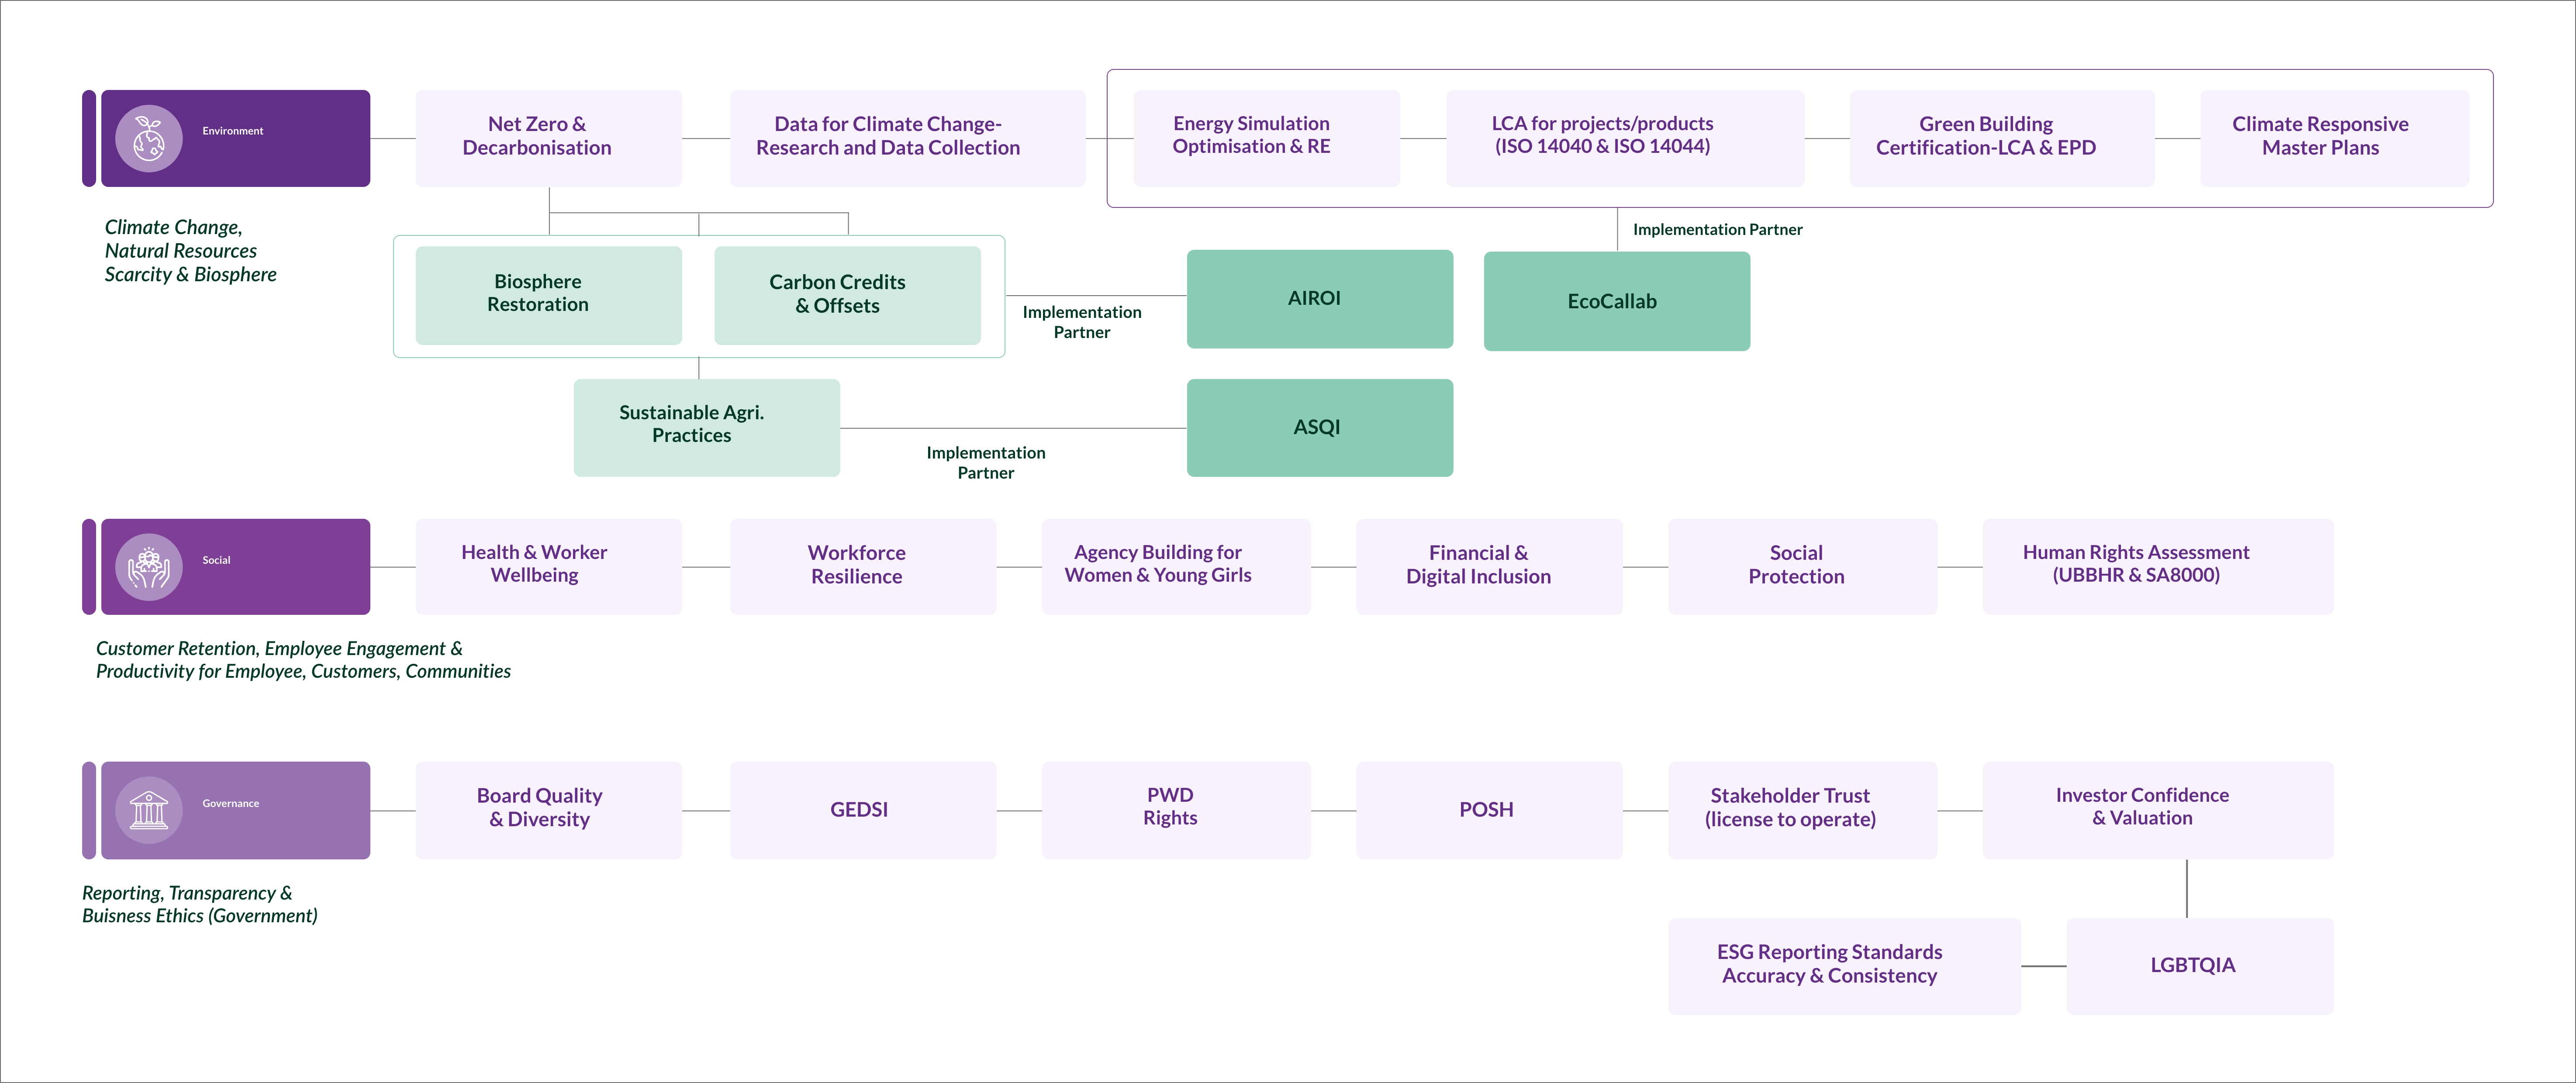 Environment
Net Zero &
Decarbonisation
Data for Climate Change-
Research and Data Collection
Energy Simulation
Optimisation & RE
LCA for projects/products
(ISO 14040 & ISO 14044)
Green Building
Certification-LCA & EPD
Climate Responsive
Master Plans
Climate Change,
Natural Resources
Scarcity & Biosphere
Implementation Partner
Biosphere
Restoration
Carbon Credits
& Offsets
Implementation
Partner
AIROI
EcoCallab
Sustainable Agri.
Practices
Implementation
Partner
ASQI
Social
Health & Worker
Wellbeing
Workforce
Resilience
Agency Building for
Women & Young Girls
Financial &
Digital Inclusion
Social
Protection
Human Rights Assessment
(UBBHR & SA8000)
Customer Retention, Employee Engagement &
Productivity for Employee, Customers, Communities
Governance
Board Quality
& Diversity
GEDSI
PWD
Rights
POSH
Stakeholder Trust
(license to operate)
Investor Confidence
& Valuation
Reporting, Transparency &
Buisness Ethics (Government)
ESG Reporting Standards
Accuracy & Consistency
LGBTQIA